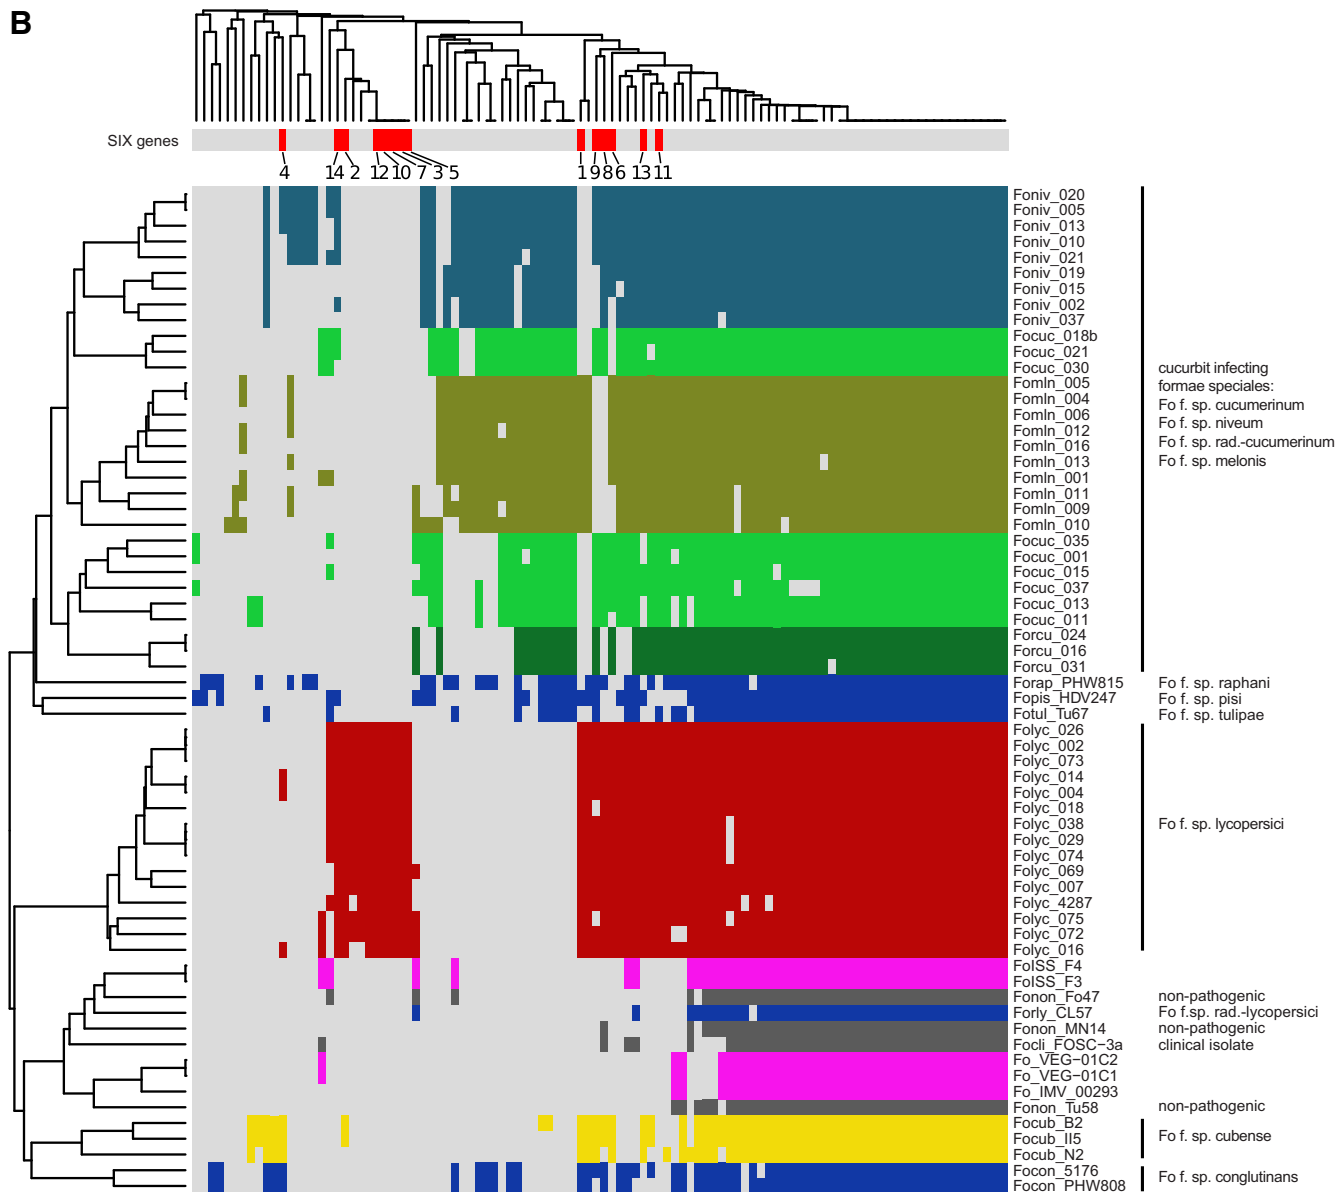 B
SIX genes
4 14 2 12 10 7 3 5 1 9 8 6 13 11
Foniv_020
Foniv_005
Foniv_013
Foniv_010
Foniv_021
Foniv_019
Foniv_015
Foniv_002
Foniv_037
Focuc_018b
Focuc_021
Focuc_030
Fomln_005
Fomln_004
Fomln_006
Fomln_012
Fomln_016
Fomln_013
Fomln_001
Fomln_011
Fomln_009
Fomln_010
Focuc_035
Focuc_001
Focuc_015
Focuc_037
Focuc_013
Focuc_011
Forcu_024
Forcu_016
Forcu_031
Forap_PHW815
Fopis_HDV247
Fotul_Tu67
Folyc_026
Folyc_002
Folyc_073
Folyc_014
Folyc_004
Folyc_018
Folyc_038
Folyc_029
Folyc_074
Folyc_069
Folyc_007
Folyc_4287
Folyc_075
Folyc_072
Folyc_016
FoISS_F4
FoISS_F3
Fonon_Fo47
Forly_CL57
Fonon_MN14
Focli_FOSC−3a
Fo_VEG−01C2
Fo_VEG−01C1
Fo_IMV_00293
Fonon_Tu58
Focub_B2
Focub_II5
Focub_N2
Focon_5176
Focon_PHW808
cucurbit infecting
formae speciales:
Fo f. sp. cucumerinum
Fo f. sp. niveum
Fo f. sp. rad.-cucumerinum
Fo f. sp. melonis
Fo f. sp. raphani
Fo f. sp. pisi
Fo f. sp. tulipae
Fo f. sp. lycopersici
non-pathogenic
Fo f.sp. rad.-lycopersici
non-pathogenic
clinical isolate
non-pathogenic
Fo f. sp. cubense
Fo f. sp. conglutinans